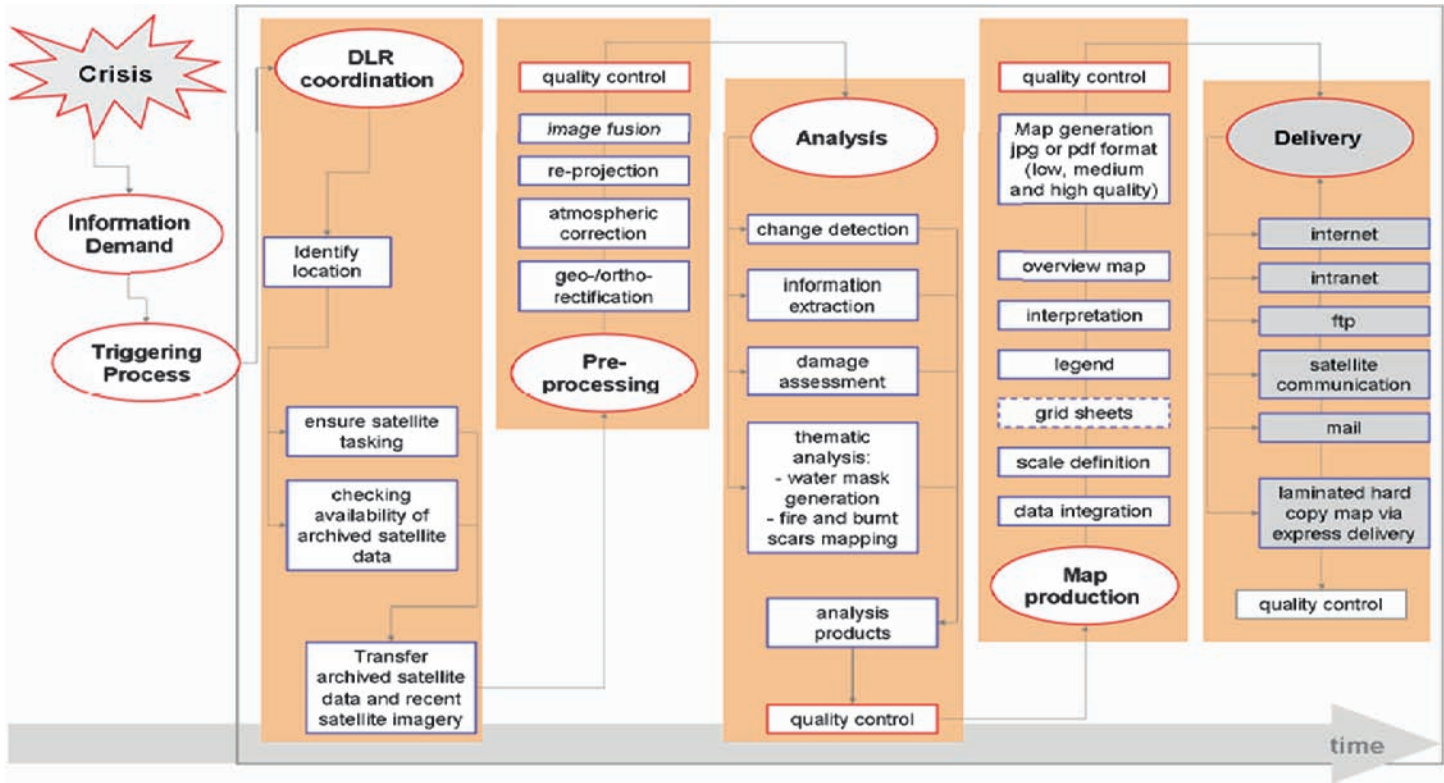 Crisis
Information
Demand
Triggering
Process
DLR
coordination
Identify
location
ensure satellite
tasking
checking
availability of
archived satellite
data
Transfer
archived satellite
data and recent
satellite imagery
quality control
image fusion
re-projection
atmospheric
correction
geo-/ortho-
rectification
Pre-
processing
Analysis
change detection
information
extraction
damage
assessment
thematic
analysis:
- water mask
generation
- fire and burnt
scars mapping
analysis
products
quality control
quality control
Map generation
jpg or pdf format
(low, medium
and high quality)
overview map
interpretation
legend
grid sheets
scale definition
data integration
Map
production
Delivery
internet
intranet
ftp
satellite
communication
mail
laminated hard
copy map via
express delivery
quality control
time